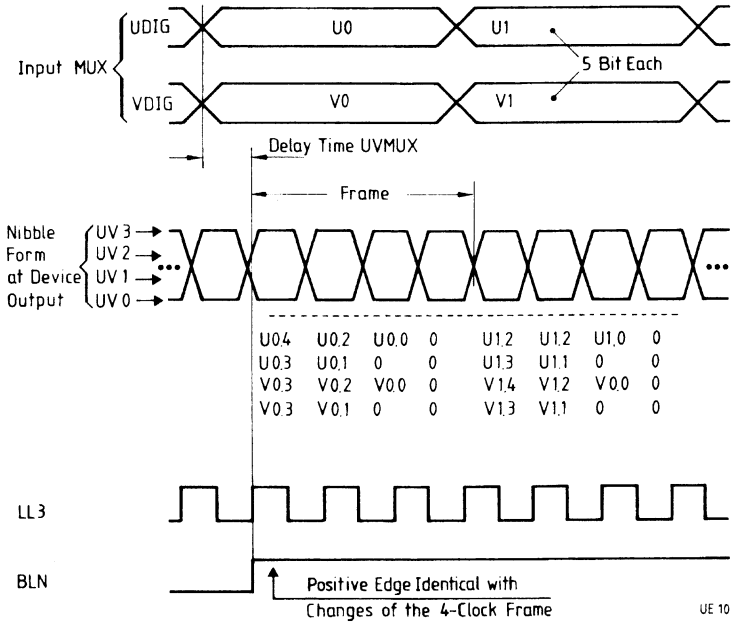 UDIG U0 U1
Input MUX
5 Bit Each
VDIG V0 V1
Delay Time UVMUX
Frame
Nibble UV 3
Form UV 2
at Device UV 1
Output UV 0
U0.4 U0.2 U0.0 0 U1.2 U1.2 U1.0 0
U0.3 U0.1 0 0 U1.3 U1.1 0 0
V0.3 V0.2 V0.0 0 V1.4 V1.2 V0.0 0
V0.3 V0.1 0 0 V1.3 V1.1 0 0
LL3
BLN
Positive Edge Identical with
Changes of the 4-Clock Frame
UE 10